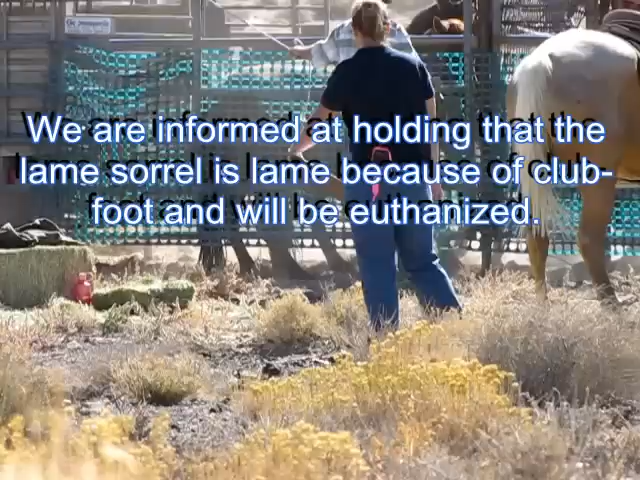 We are informed at holding that the
lame sorrel is lame because of club-
foot and will be euthanized.